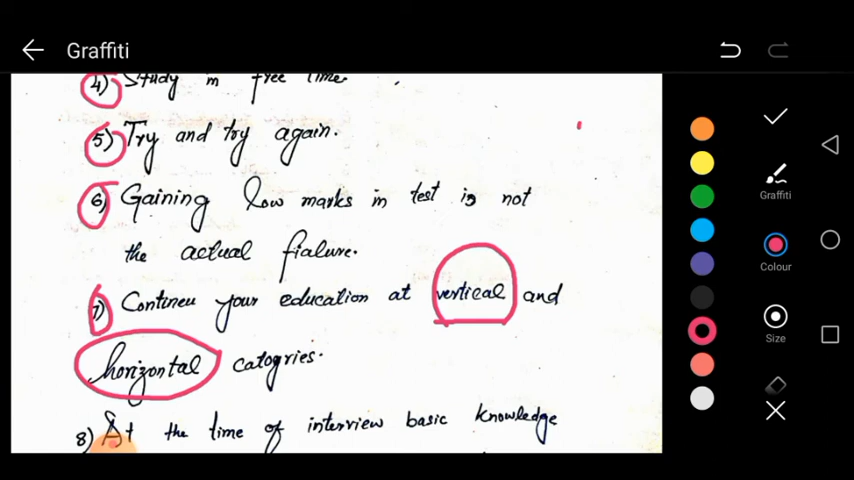 Graffiti
4) Study in free time.
5) Try and try again.
6) Gaining low marks in test is not
the actual fialure.
7) Contineu your education at vertical and
horizontal catogries.
8) At the time of interview basic knowledge
Graffiti
Colour
Size